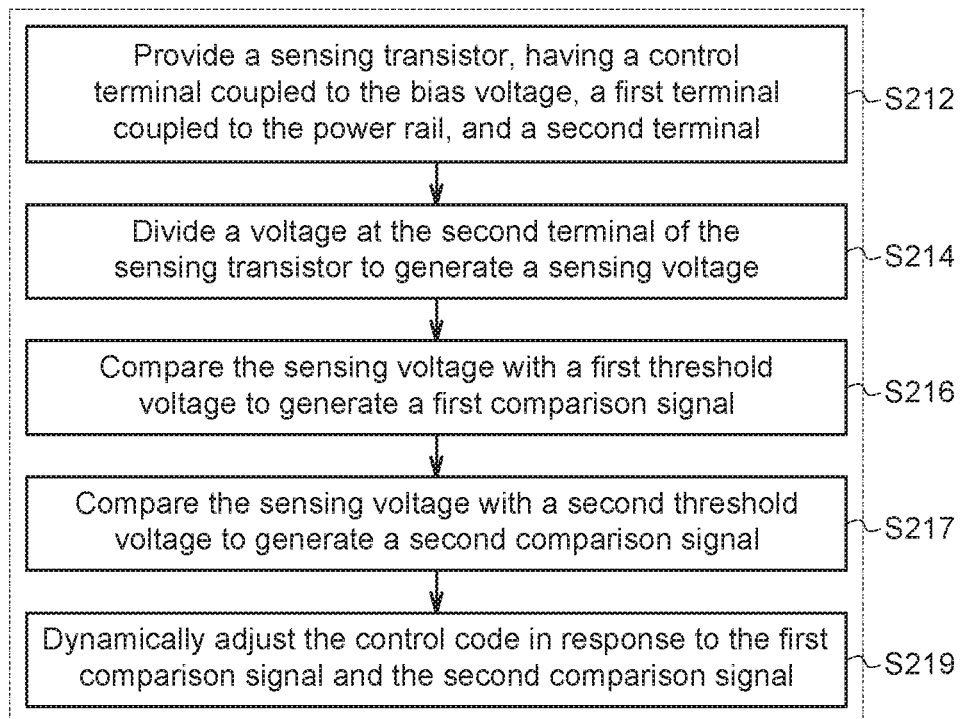 Provide a sensing transistor, having a control
terminal coupled to the bias voltage, a first terminal
coupled to the power rail, and a second terminal
S212
Divide a voltage at the second terminal of the
sensing transistor to generate a sensing voltage
S214
Compare the sensing voltage with a first threshold
voltage to generate a first comparison signal
S216
Compare the sensing voltage with a second threshold
voltage to generate a second comparison signal
S217
Dynamically adjust the control code in response to the first
comparison signal and the second comparison signal
S219